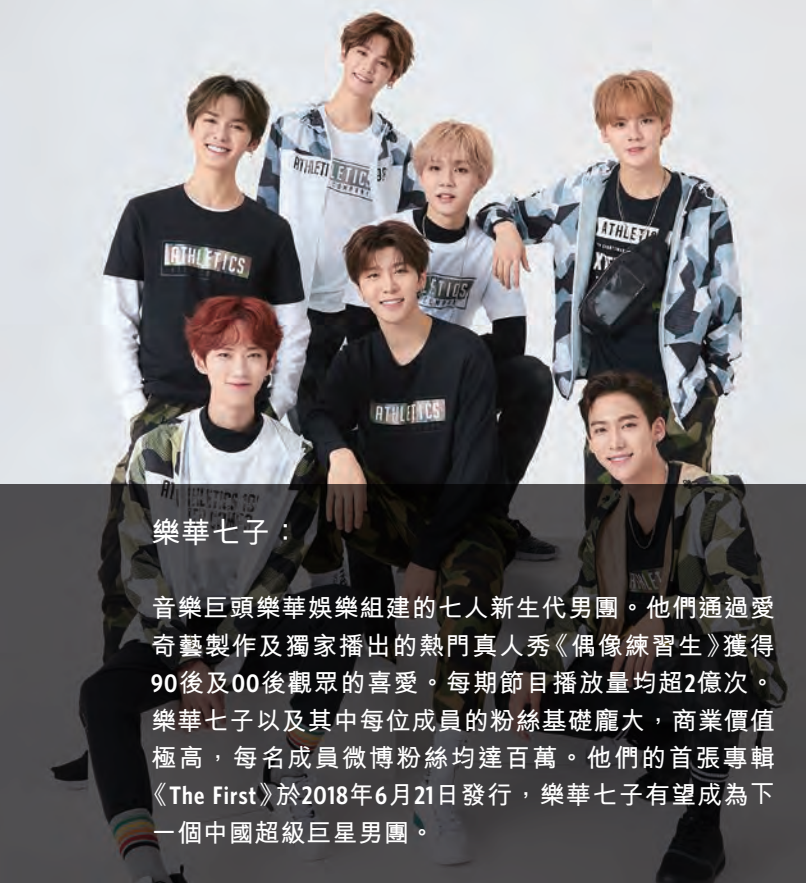 ATHLETICS
ATHLETICS
ATHLETICS
樂華七子：
音樂巨頭樂華娛樂組建的七人新生代男團。他們通過愛
奇藝製作及獨家播出的熱門真人秀《偶像練習生》獲得
90後及00後觀眾的喜愛。每期節目播放量均超2億次。
樂華七子以及其中每位成員的粉絲基礎龐大，商業價值
極高，每名成員微博粉絲均達百萬。他們的首張專輯
《The First》於2018年6月21日發行，樂華七子有望成為下
一個中國超級巨星男團。